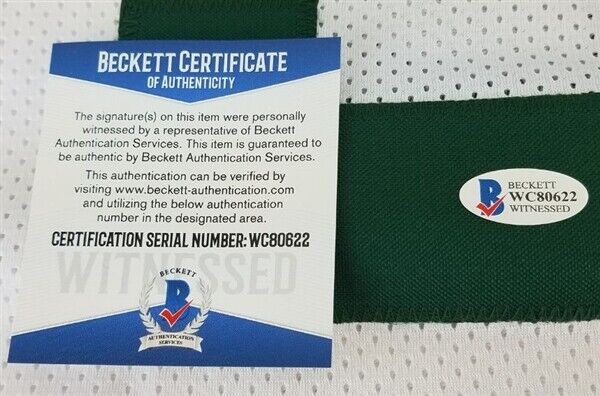 BECKETT CERTIFICATE
OF AUTHENTICITY
The signature(s) on this item were personally
witnessed by a representative of Beckett
Authentication Services. This item is guaranteed to
be authentic by Beckett Authentication Services.
This authentication can be verified by
visiting www.beckett-authentication.com
and utilizing the below authentication
number in the designated area.
CERTIFICATION SERIAL NUMBER: WC80622
WITNESSED
BECKETT
B
AUTHENTICATION
SERVICES
B
BECKETT
WC80622
WITNESSED